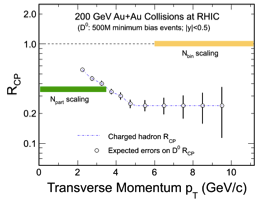 200 GeV Au+Au Collisions at RHIC
(D⁰: 500M minimum bias events; |y|<0.5)
N_bin scaling
N_part scaling
Charged hadron R_CP
Expected errors on D⁰ R_CP
R_CP
1.0
0.2
0.1
0
2
4
6
8
10
Transverse Momentum p_T (GeV/c)